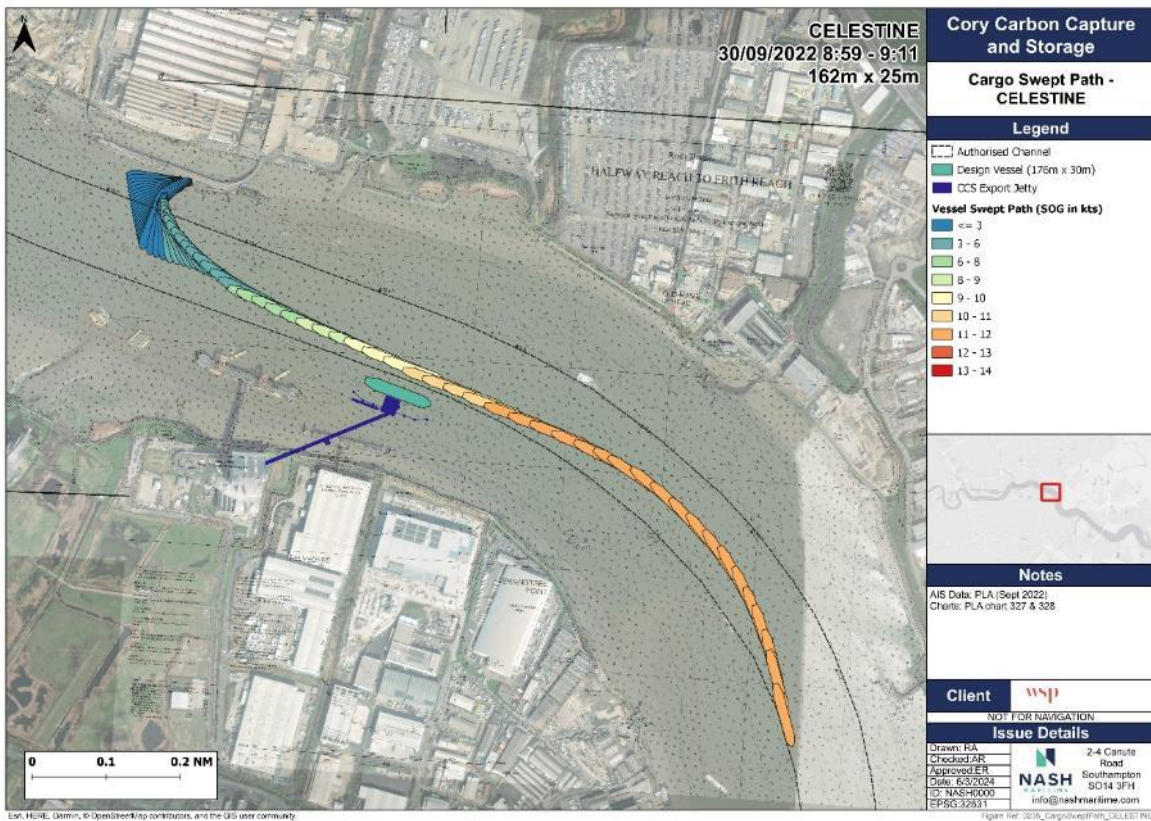 CELESTINE
30/09/2022 8:59 - 9:11
162m x 25m
HALFWAY REACH TO ERITH REACH
BELVEDERE
POINT
0 0.1 0.2 NM
Cory Carbon Capture
and Storage
Cargo Swept Path -
CELESTINE
Legend
Authorised Channel
Design Vessel (176m x 30m)
CCS Export Jetty
Vessel Swept Path (SOG in kts)
<= 3
3 - 6
6 - 8
8 - 9
9 - 10
10 - 11
11 - 12
12 - 13
13 - 14
Notes
AIS Data: PLA (Sept 2022)
Charts: PLA chart 327 & 328
Client
wsp
NOT FOR NAVIGATION
Issue Details
Drawn: RA
Checked:AR
Approved:ER
Date: 6/3/2024
ID: NASH0000
EPSG:32631
NASH
MARITIME
2-4 Canute
Road
Southampton
SO14 3FH
info@nashmaritime.com
Esri, HERE, Garmin, © OpenStreetMap contributors, and the GIS user community
Figure Ref: 0236_CargoSweptPath_CELESTINE